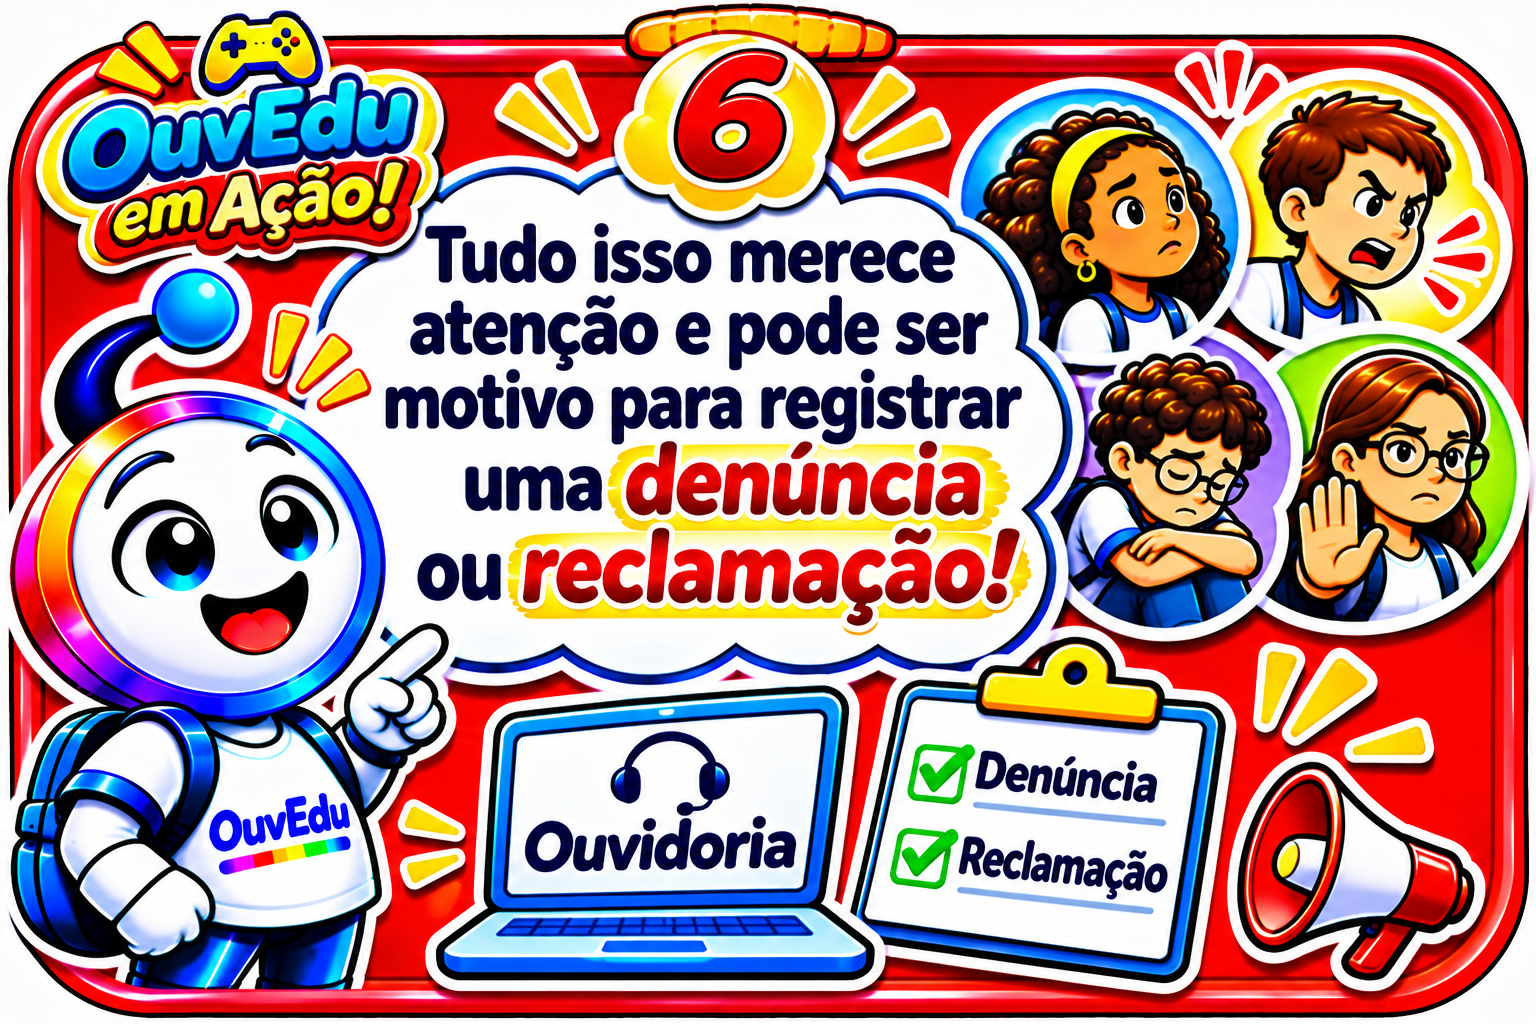 OuvEdu
em Ação!
6
Tudo isso merece
atenção e pode ser
motivo para registrar
uma denúncia
ou reclamação!
OuvEdu
Ouvidoria
Denúncia
Reclamação